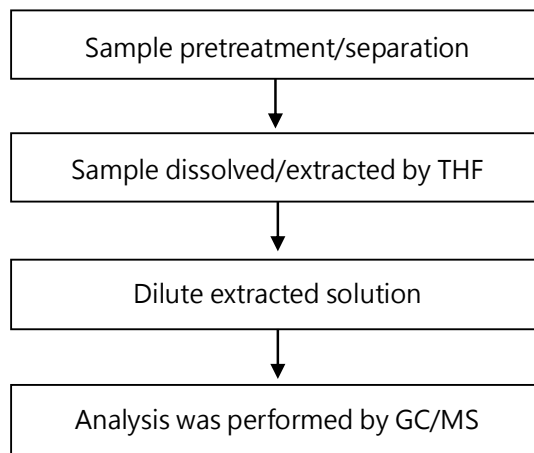 Sample pretreatment/separation
Sample dissolved/extracted by THF
Dilute extracted solution
Analysis was performed by GC/MS